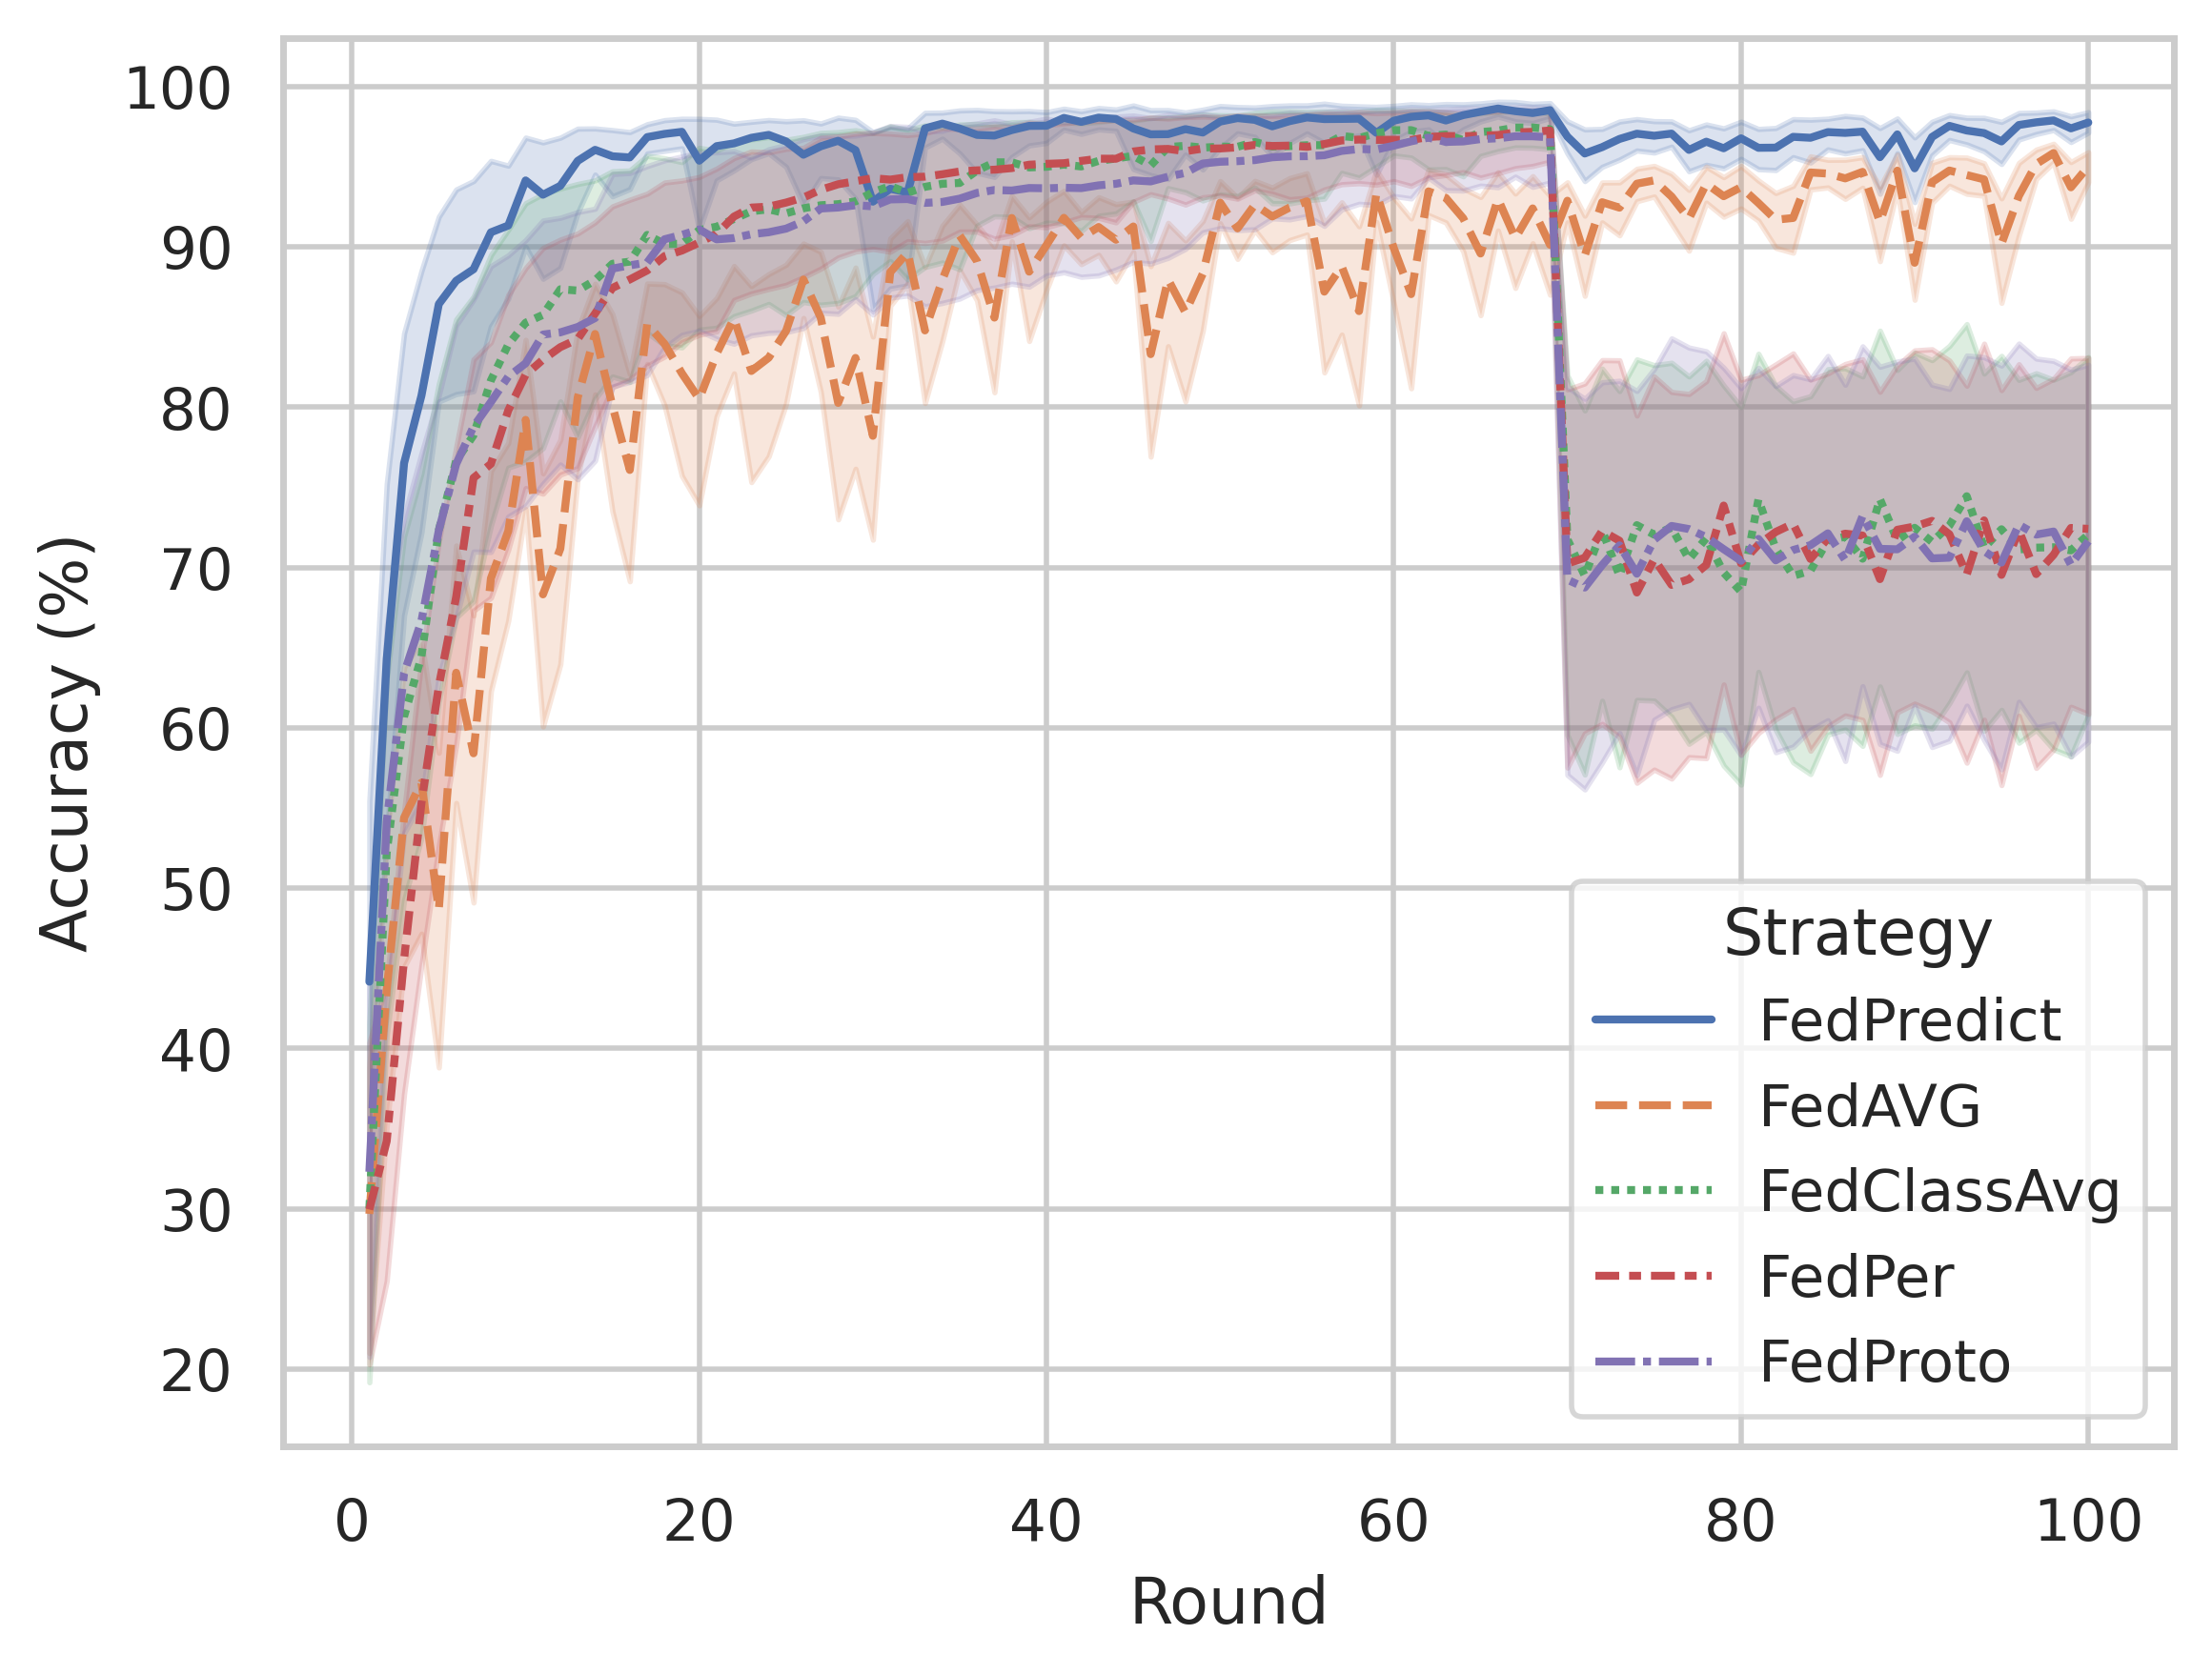 100
90
80
70
60
50
40
30
20
Accuracy (%)
Strategy
FedPredict
FedAVG
FedClassAvg
FedPer
FedProto
0 20 40 60 80 100
Round